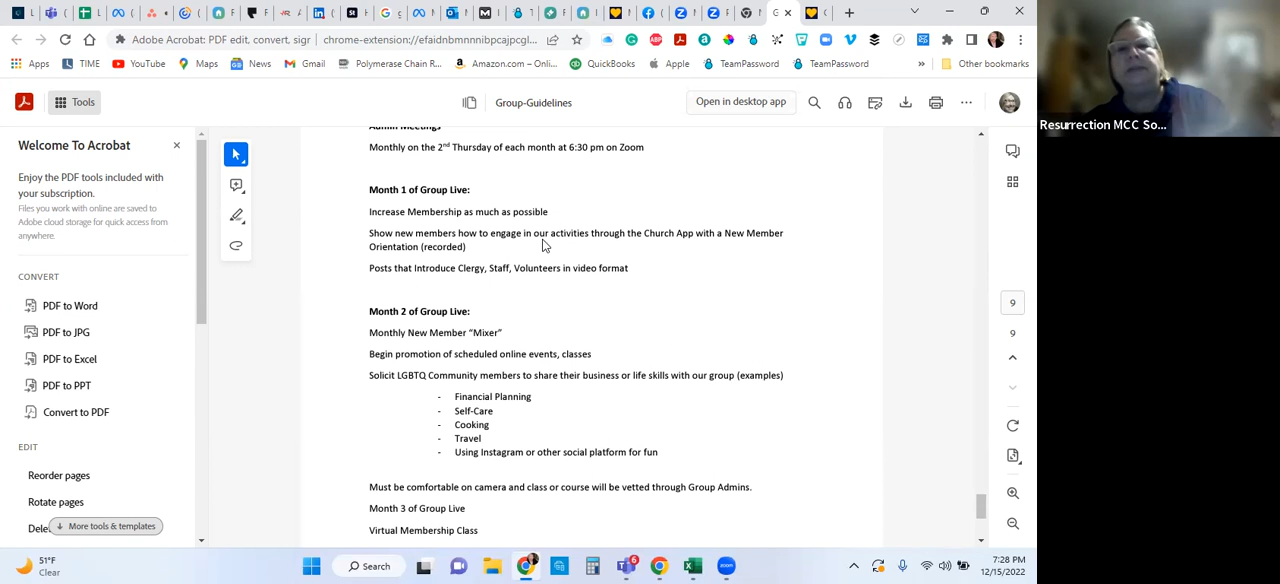 Adobe Acrobat: PDF edit, convert, sigr
chrome-extension://efaidnbmnnnibpcajpcgl...
Apps
TIME
YouTube
Maps
News
Gmail
Polymerase Chain R...
Amazon.com – Onli...
QuickBooks
Apple
TeamPassword
TeamPassword
»
Other bookmarks
Tools
Group-Guidelines
Open in desktop app
Welcome To Acrobat
Enjoy the PDF tools included with
your subscription.
Files you work with online are saved to
Adobe cloud storage for quick access from
anywhere.
CONVERT
PDF to Word
PDF to JPG
PDF to Excel
PDF to PPT
Convert to PDF
EDIT
Reorder pages
Rotate pages
Dele
More tools & templates
Admin Meetings
Monthly on the 2nd Thursday of each month at 6:30 pm on Zoom
Month 1 of Group Live:
Increase Membership as much as possible
Show new members how to engage in our activities through the Church App with a New Member
Orientation (recorded)
Posts that Introduce Clergy, Staff, Volunteers in video format
Month 2 of Group Live:
Monthly New Member “Mixer”
Begin promotion of scheduled online events, classes
Solicit LGBTQ Community members to share their business or life skills with our group (examples)
- Financial Planning
- Self-Care
- Cooking
- Travel
- Using Instagram or other social platform for fun
Must be comfortable on camera and class or course will be vetted through Group Admins.
Month 3 of Group Live
Virtual Membership Class
9
9
Resurrection MCC So...
51°F
Clear
Search
6
7:28 PM
12/15/2022